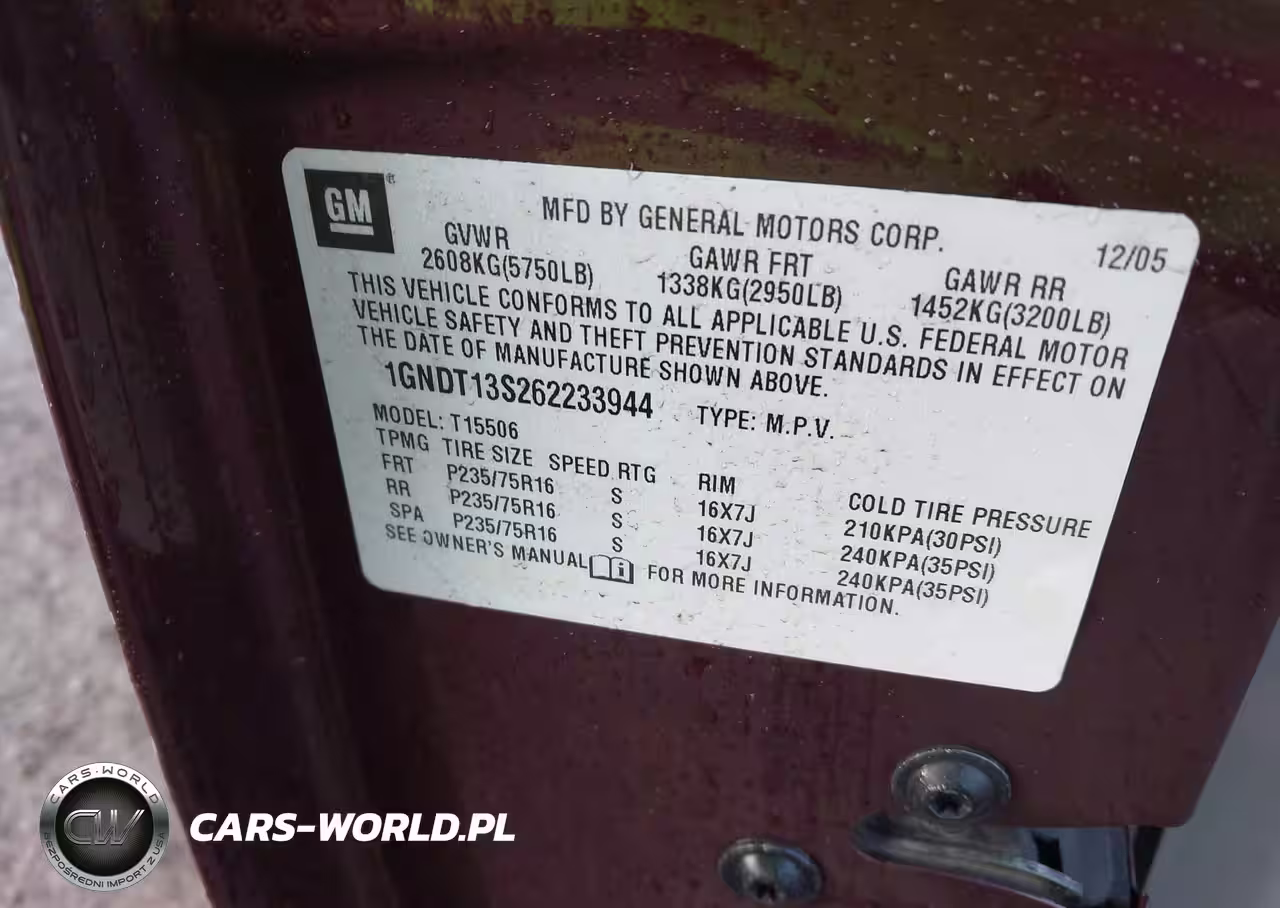 GM®
MFD BY GENERAL MOTORS CORP. 12/05
GVWR GAWR FRT GAWR RR
2608KG(5750LB) 1338KG(2950LB) 1452KG(3200LB)
THIS VEHICLE CONFORMS TO ALL APPLICABLE U.S. FEDERAL MOTOR
VEHICLE SAFETY AND THEFT PREVENTION STANDARDS IN EFFECT ON
THE DATE OF MANUFACTURE SHOWN ABOVE.
1GNDT13S262233944 TYPE: M.P.V.
MODEL: T15506
TPMG TIRE SIZE SPEED RTG RIM COLD TIRE PRESSURE
FRT P235/75R16 S 16X7J 210KPA(30PSI)
RR P235/75R16 S 16X7J 240KPA(35PSI)
SPA P235/75R16 S 16X7J 240KPA(35PSI)
SEE OWNER'S MANUAL FOR MORE INFORMATION.
CARS-WORLD
CW
BEZPOŚREDNI IMPORT Z USA
CARS-WORLD.PL